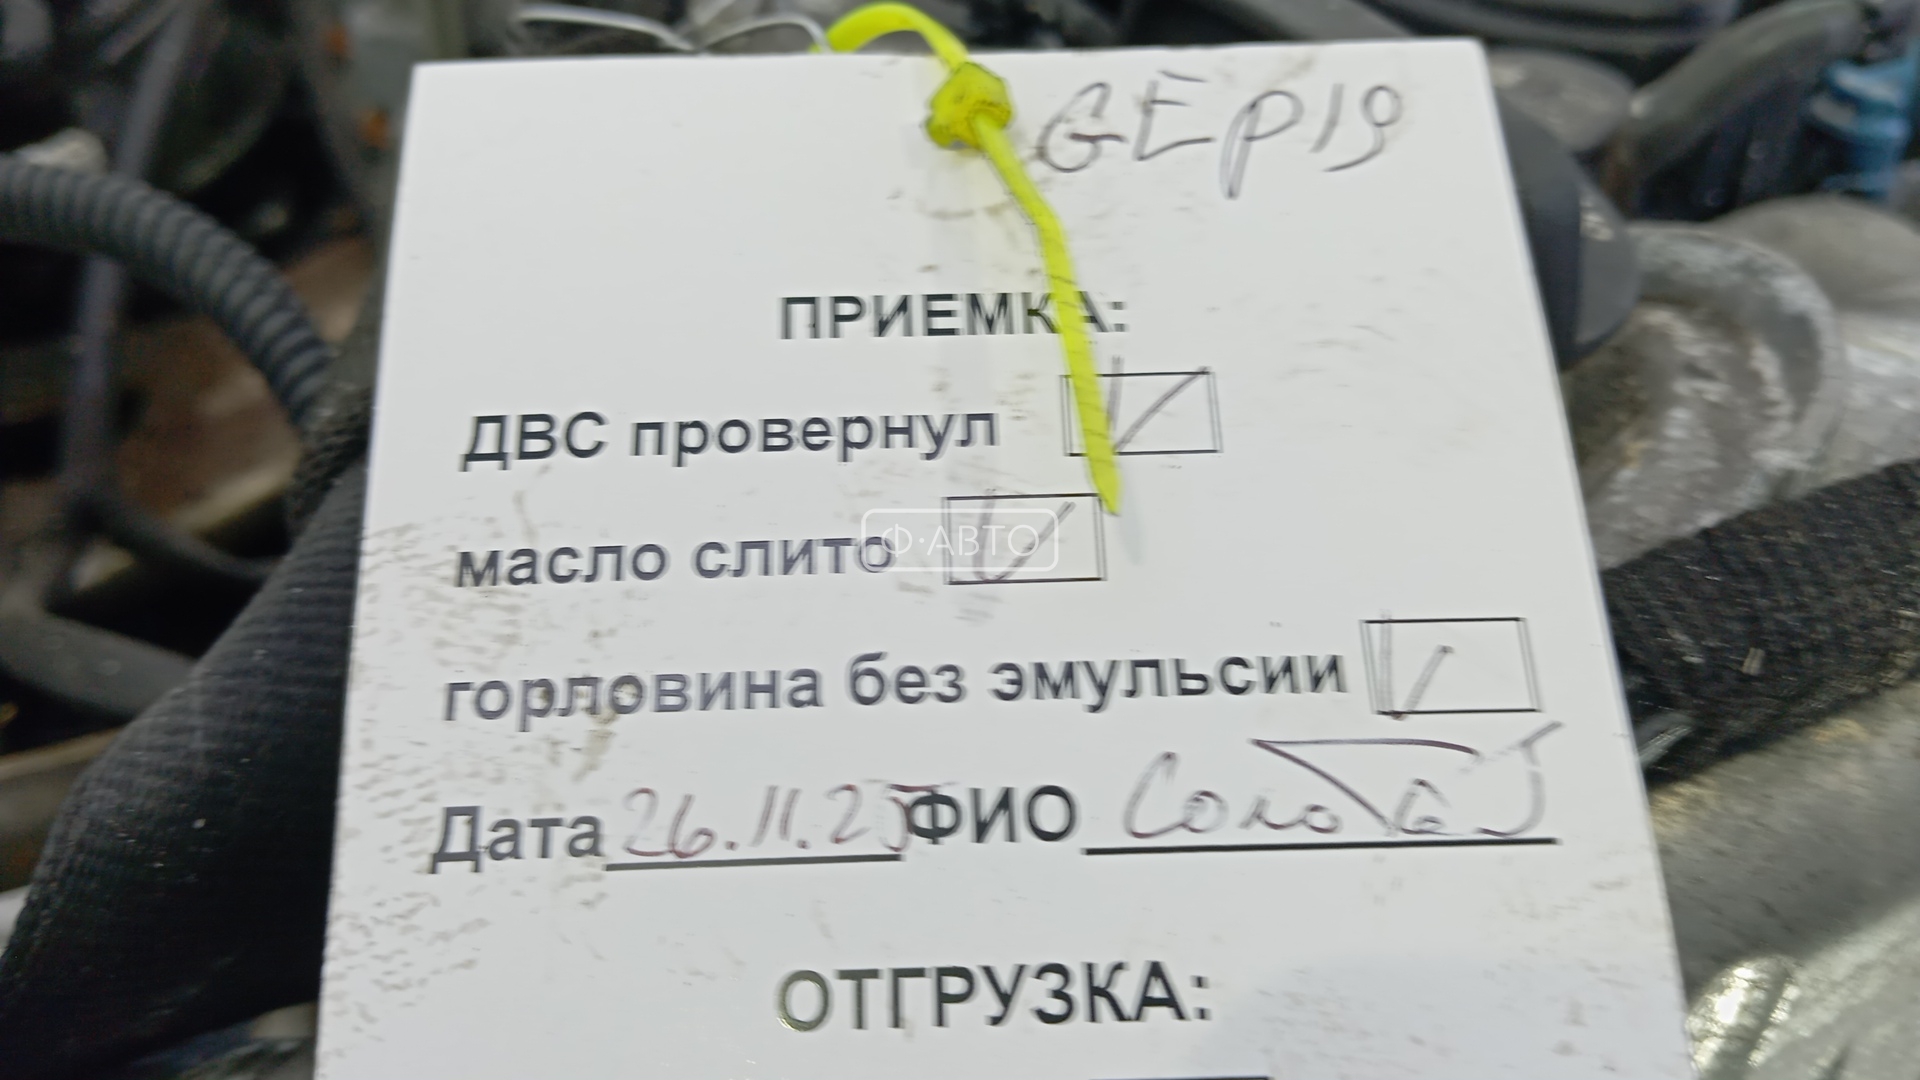 GEP19
ПРИЕМКА:
ДВС провернул
масло слито
Ф·АВТО
горловина без эмульсии
Дата 26.11.25 ФИО
ОТГРУЗКА: